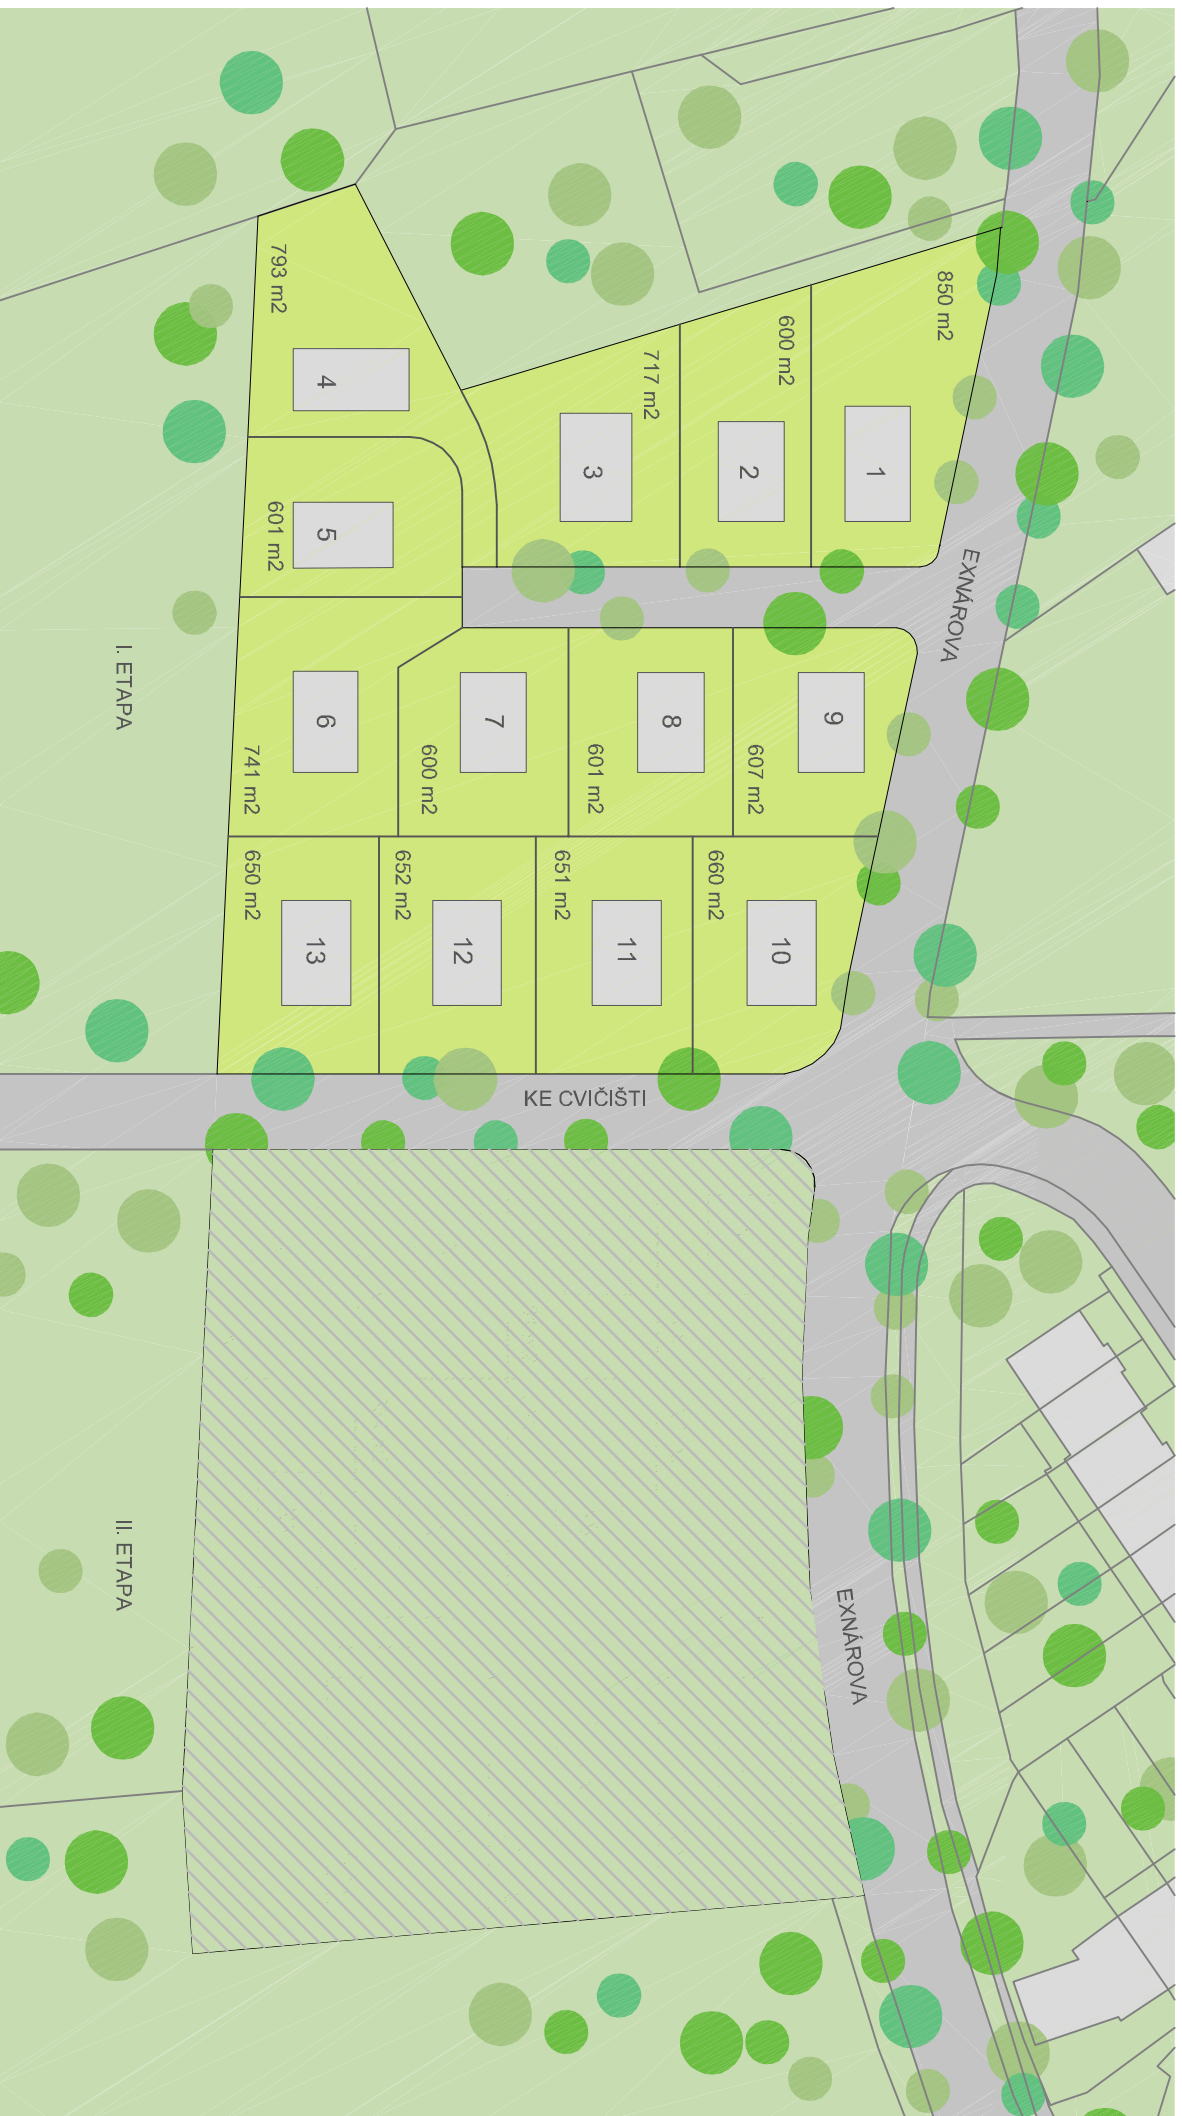 850 m2
1
600 m2
2
717 m2
3
793 m2
4
601 m2
5
741 m2
6
600 m2
7
601 m2
8
607 m2
9
660 m2
10
651 m2
11
652 m2
12
650 m2
13
EXNÁROVA
KE CVIČIŠTI
EXNÁROVA
I. ETAPA
II. ETAPA